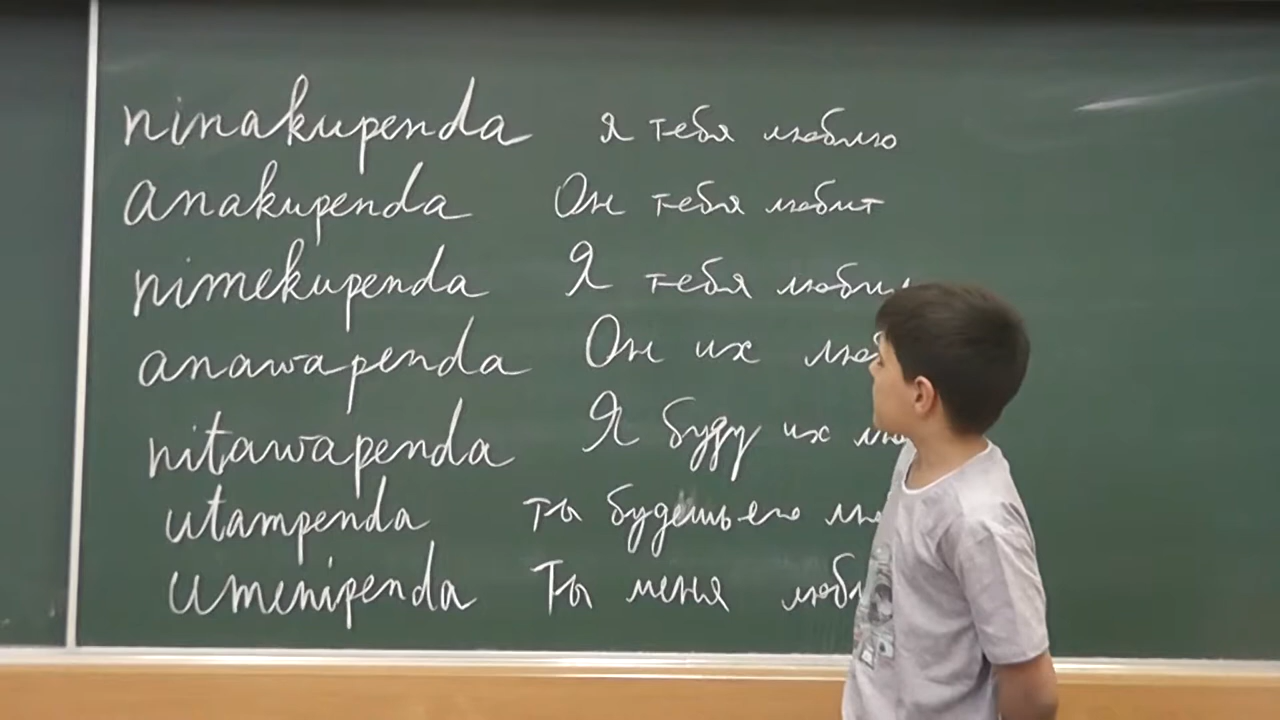 ninakupenda я тебя люблю
anakupenda Он тебя любит
nimekupenda Я тебя
anawapenda Он их
nitawapenda Я буду их
utampenda ты будешь его
umenipenda Ты меня